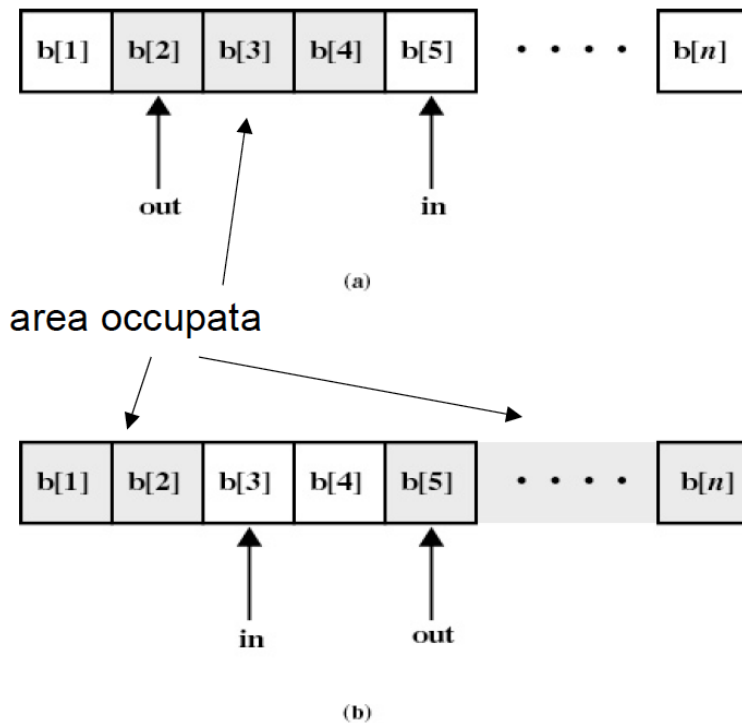 b[1] b[2] b[3] b[4] b[5] · · · · b[n]
out in
(a)
area occupata
b[1] b[2] b[3] b[4] b[5] · · · · b[n]
in out
(b)